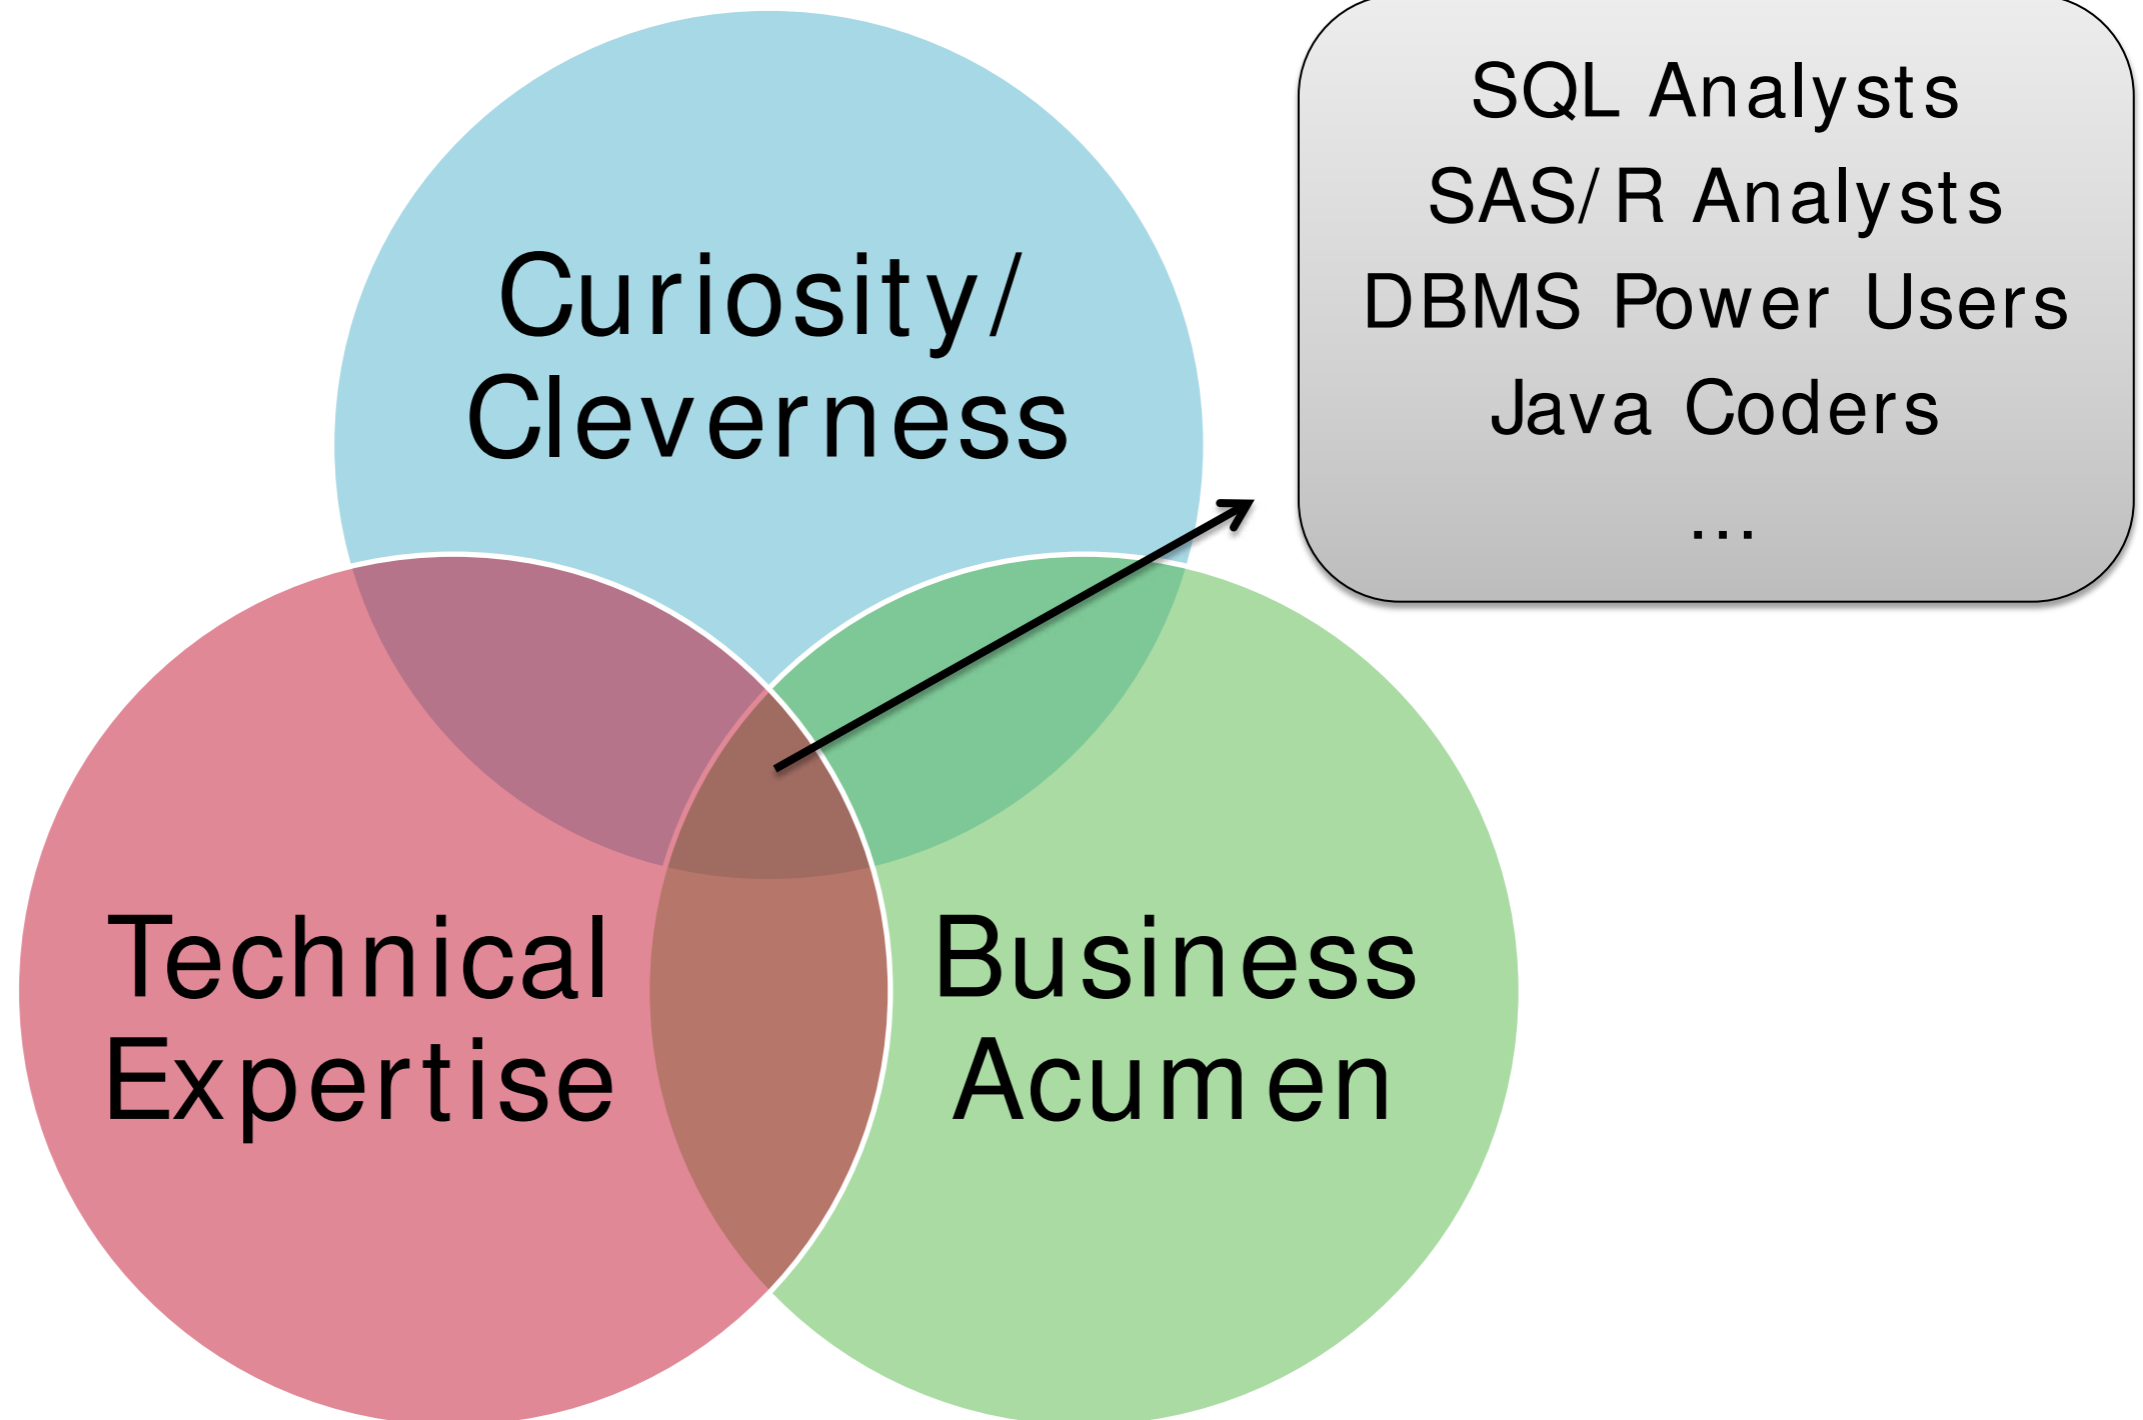 Curiosity/
Cleverness
Technical
Expertise
Business
Acumen
SQL Analysts
SAS/R Analysts
DBMS Power Users
Java Coders
...